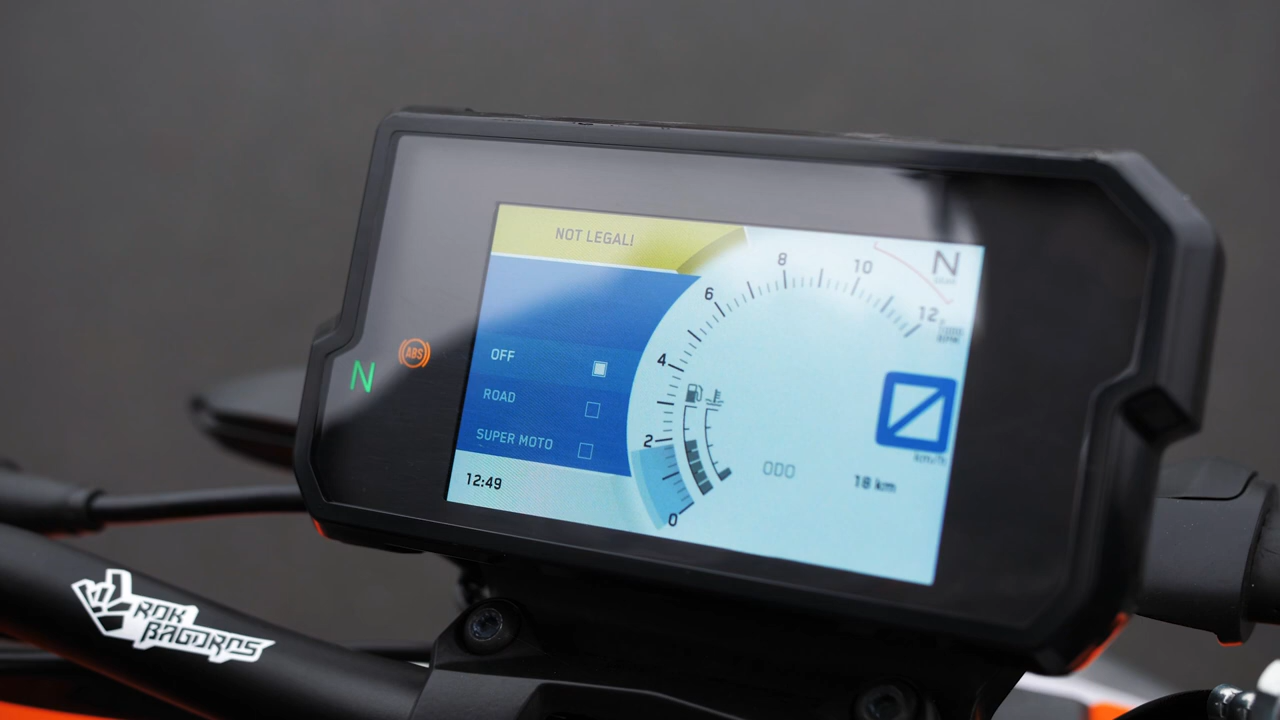 NOT LEGAL!
OFF
ROAD
SUPER MOTO
12:49
N
ABS
0
2
4
6
8
10
12
N
km/h
ODO
18 km
ROK
BAGOROS